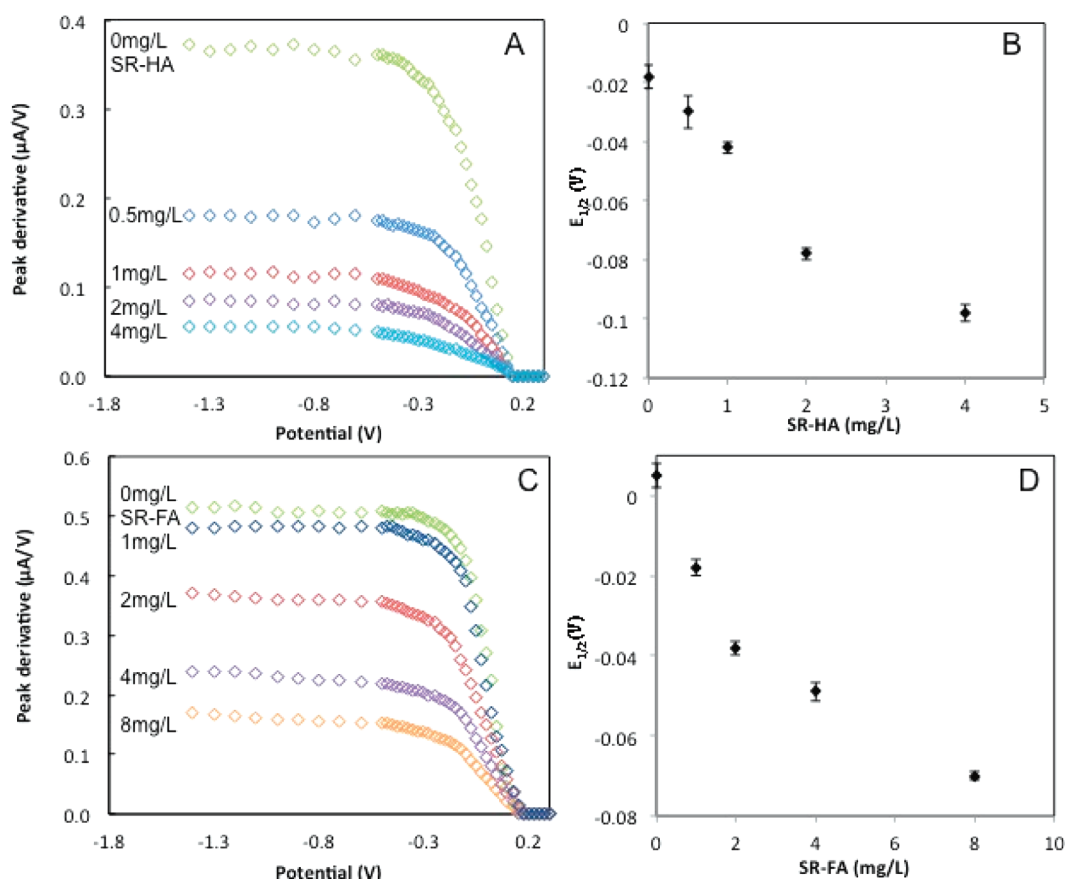 A
Peak derivative (µA/V)
0.4
0.3
0.2
0.1
0.0
0mg/L
SR-HA
0.5mg/L
1mg/L
2mg/L
4mg/L
-1.8
-1.3
-0.8
-0.3
0.2
Potential (V)
B
E1/2 (V)
0
-0.02
-0.04
-0.06
-0.08
-0.1
-0.12
0
1
2
3
4
5
SR-HA (mg/L)
C
Peak derivative (µA/V)
0.6
0.5
0.4
0.3
0.2
0.1
0.0
0mg/L
SR-FA
1mg/L
2mg/L
4mg/L
8mg/L
-1.8
-1.3
-0.8
-0.3
0.2
Potential (V)
D
E1/2(V)
0
-0.02
-0.04
-0.06
-0.08
0
2
4
6
8
10
SR-FA (mg/L)